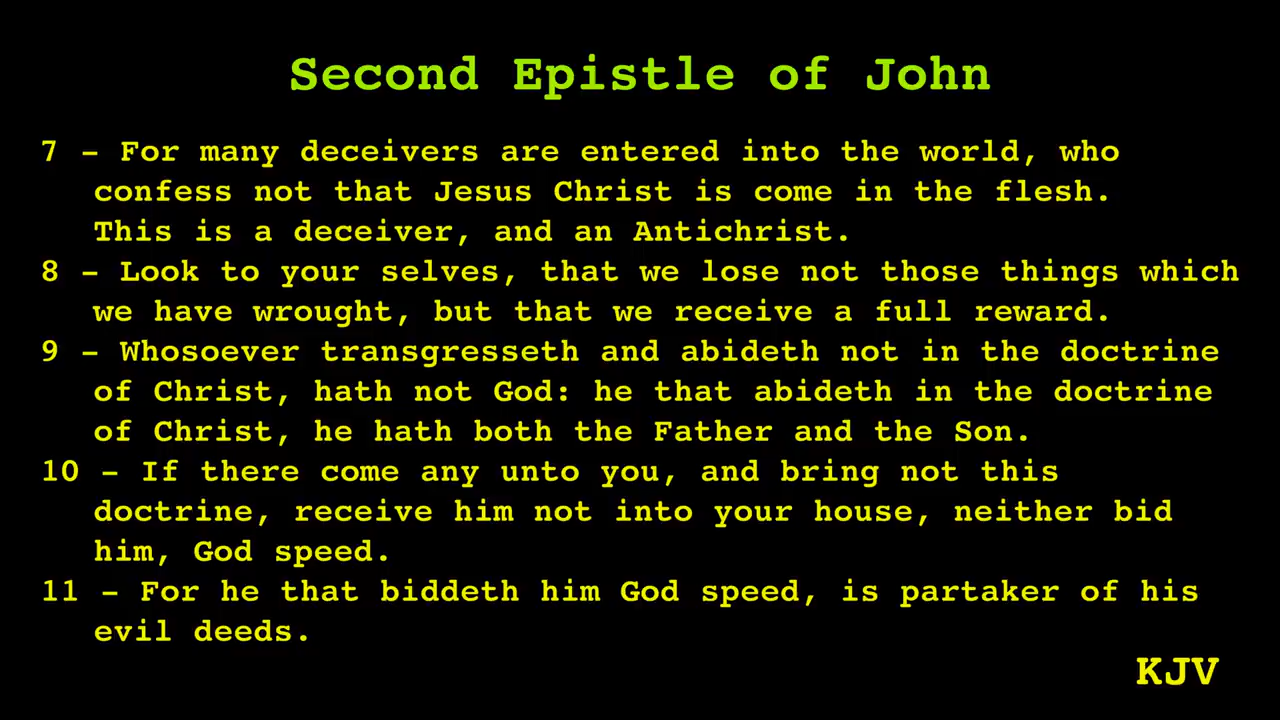 Second Epistle of John
7 - For many deceivers are entered into the world, who
confess not that Jesus Christ is come in the flesh.
This is a deceiver, and an Antichrist.
8 - Look to your selves, that we lose not those things which
we have wrought, but that we receive a full reward.
9 - Whosoever transgresseth and abideth not in the doctrine
of Christ, hath not God: he that abideth in the doctrine
of Christ, he hath both the Father and the Son.
10 - If there come any unto you, and bring not this
doctrine, receive him not into your house, neither bid
him, God speed.
11 - For he that biddeth him God speed, is partaker of his
evil deeds.
KJV